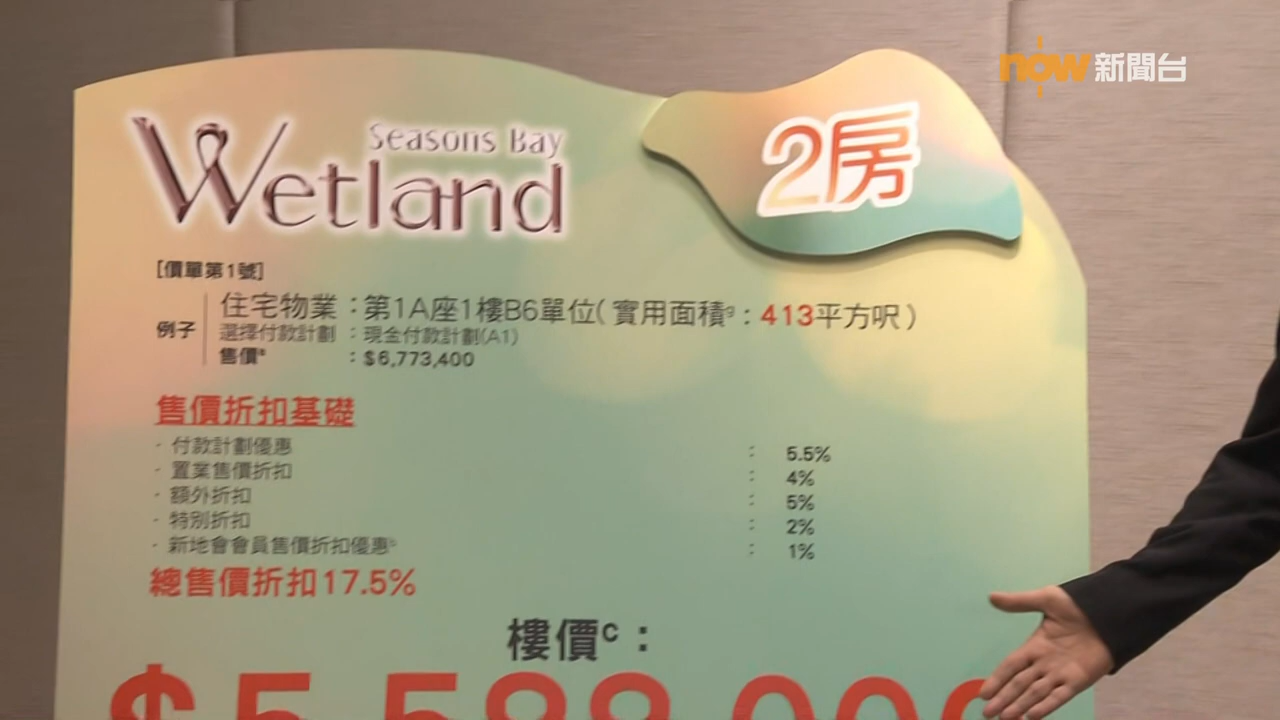 now 新聞台
Seasons Bay
Wetland
2房
[價單第1號]
例子
住宅物業：第1A座1樓B6單位(實用面積g：413平方呎)
選擇付款計劃：現金付款計劃(A1)
售價a：$6,773,400
售價折扣基礎
· 付款計劃優惠 : 5.5%
· 置業售價折扣 : 4%
· 額外折扣 : 5%
· 特別折扣 : 2%
· 新地會會員售價折扣優惠b : 1%
總售價折扣17.5%
樓價c：